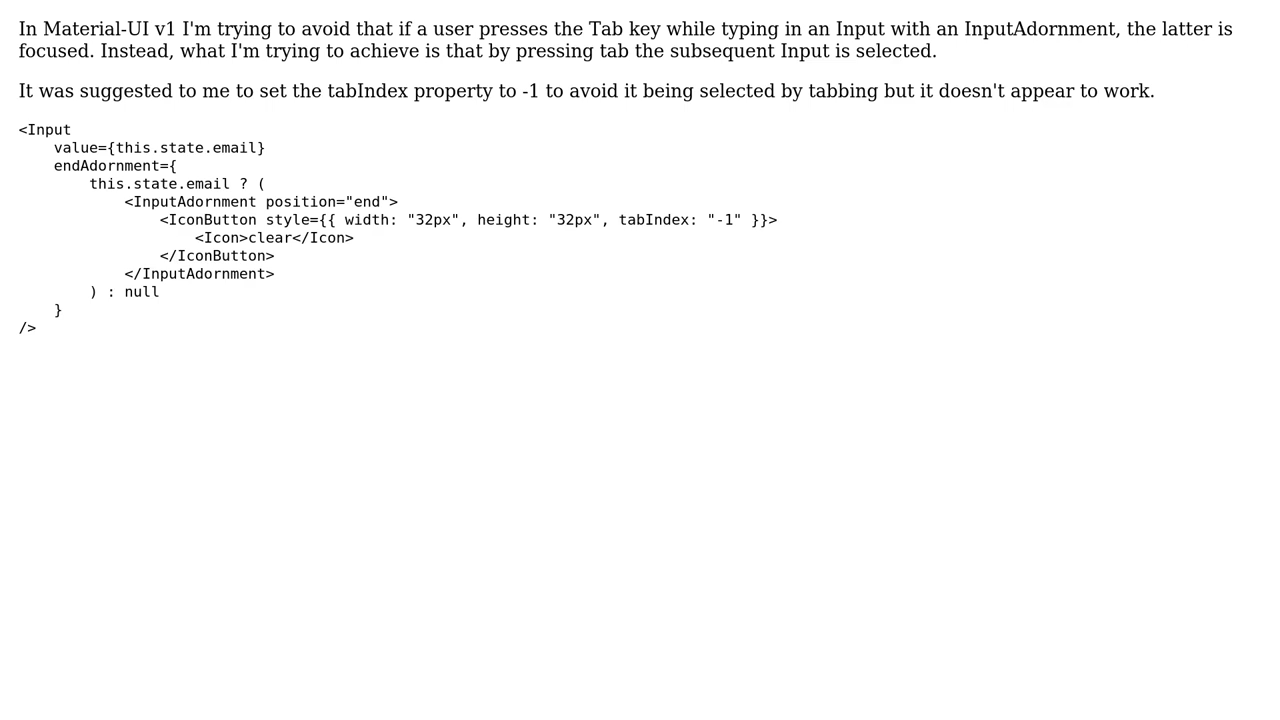 In Material-UI v1 I'm trying to avoid that if a user presses the Tab key while typing in an Input with an InputAdornment, the latter is
focused. Instead, what I'm trying to achieve is that by pressing tab the subsequent Input is selected.
It was suggested to me to set the tabIndex property to -1 to avoid it being selected by tabbing but it doesn't appear to work.
<Input
    value={this.state.email}
    endAdornment={
        this.state.email ? (
            <InputAdornment position="end">
                <IconButton style={{ width: "32px", height: "32px", tabIndex: "-1" }}>
                    <Icon>clear</Icon>
                </IconButton>
            </InputAdornment>
        ) : null
    }
/>